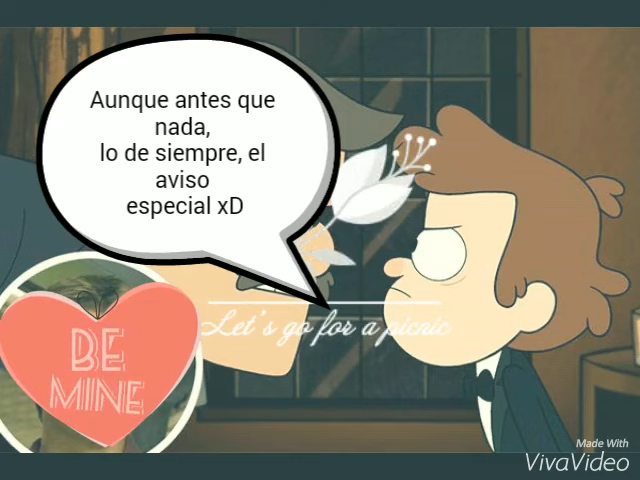 Aunque antes que
nada,
lo de siempre, el
aviso
especial xD
Let's go for a picnic
BE
MINE
Made With
VivaVideo